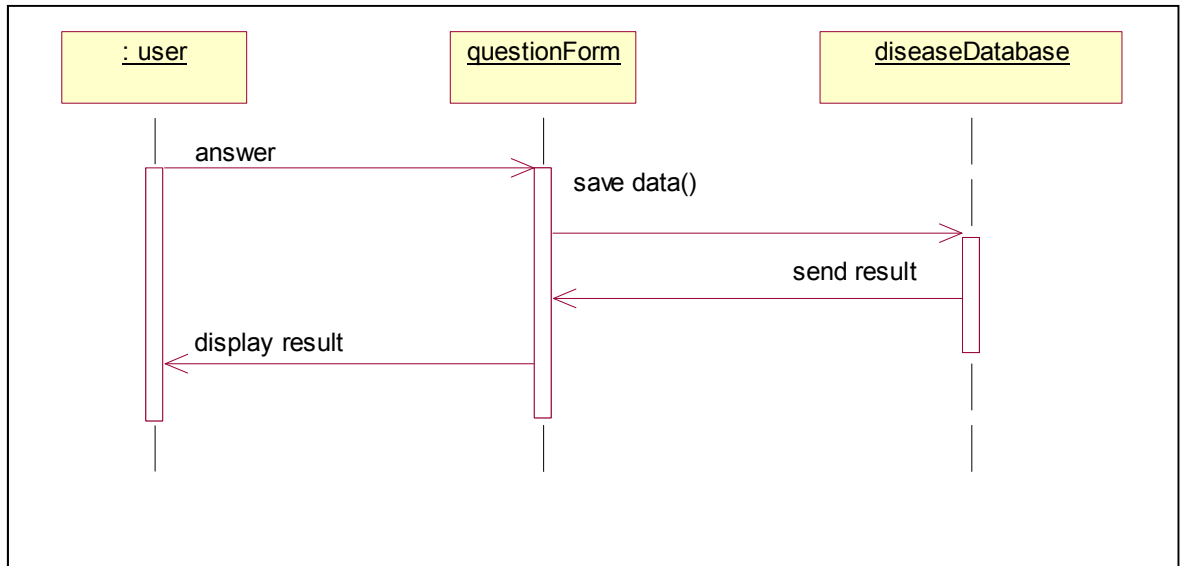 : user
questionForm
diseaseDatabase
answer
save data()
send result
display result